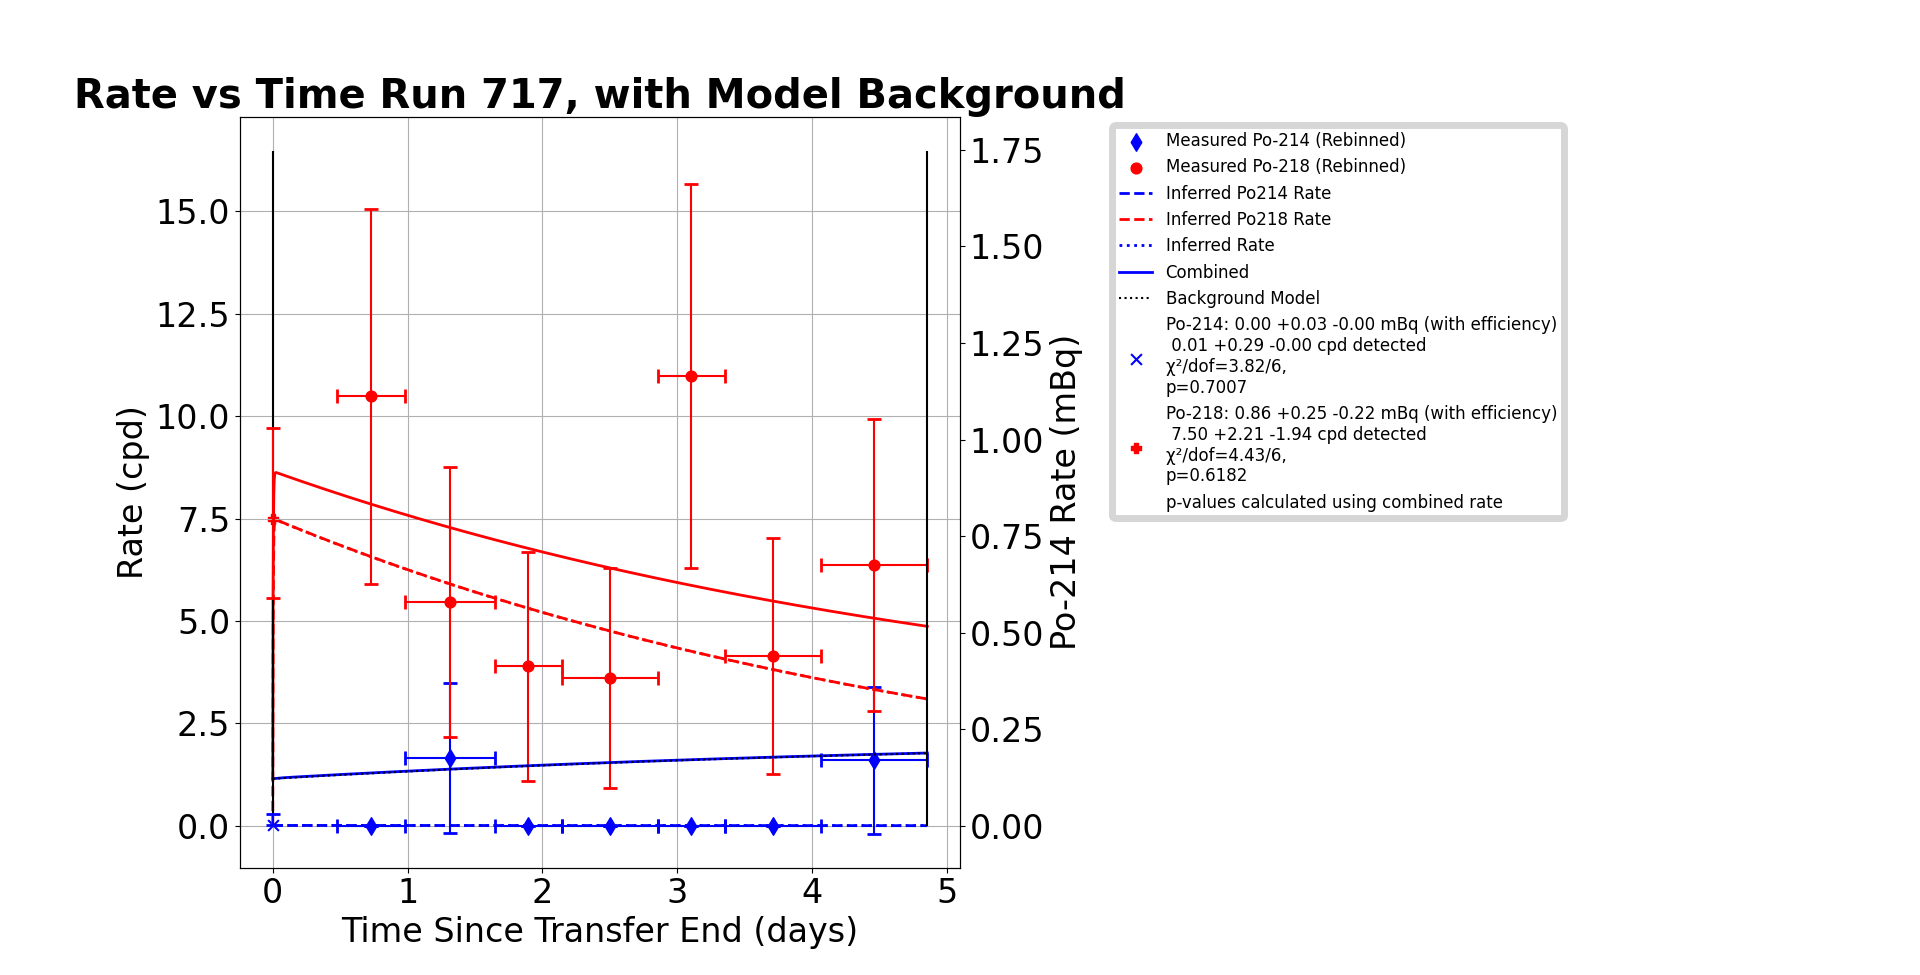 Rate vs Time Run 717, with Model Background
Rate (cpd)
15.0
12.5
10.0
7.5
5.0
2.5
0.0
0 1 2 3 4 5
Time Since Transfer End (days)
1.75
1.50
1.25
1.00
0.75
0.50
0.25
0.00
Po-214 Rate (mBq)
Measured Po-214 (Rebinned)
Measured Po-218 (Rebinned)
Inferred Po214 Rate
Inferred Po218 Rate
Inferred Rate
Combined
Background Model
Po-214: 0.00 +0.03 -0.00 mBq (with efficiency)
0.01 +0.29 -0.00 cpd detected
χ²/dof=3.82/6,
p=0.7007
Po-218: 0.86 +0.25 -0.22 mBq (with efficiency)
7.50 +2.21 -1.94 cpd detected
χ²/dof=4.43/6,
p=0.6182
p-values calculated using combined rate